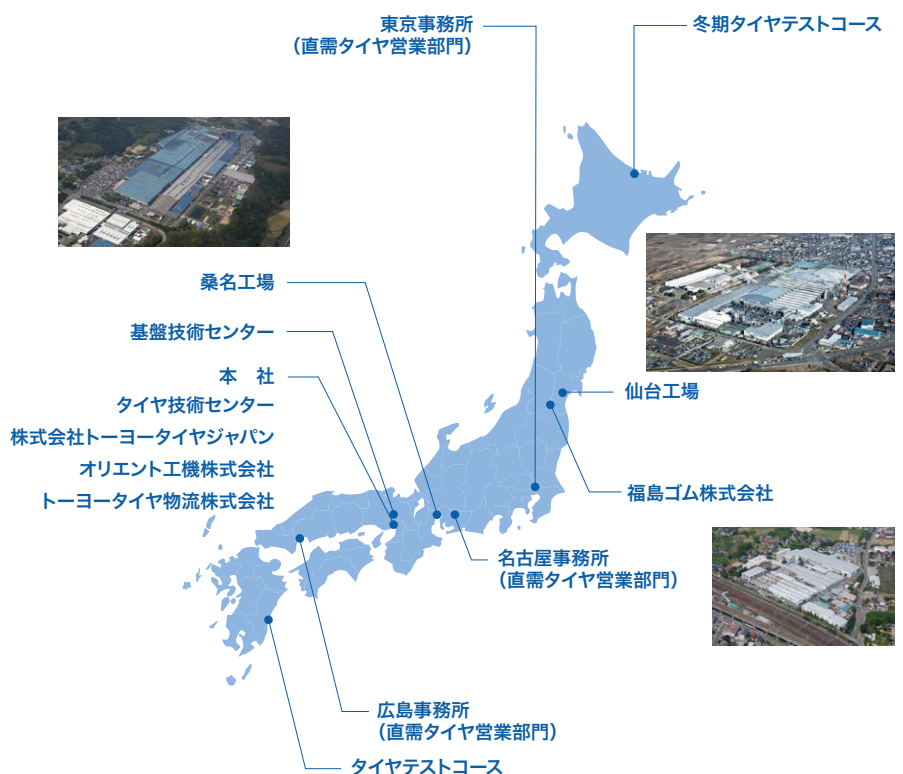 東京事務所
(直需タイヤ営業部門)
冬期タイヤテストコース
桑名工場
基盤技術センター
本　社
タイヤ技術センター
株式会社トーヨータイヤジャパン
オリエント工機株式会社
トーヨータイヤ物流株式会社
仙台工場
福島ゴム株式会社
名古屋事務所
(直需タイヤ営業部門)
広島事務所
(直需タイヤ営業部門)
タイヤテストコース